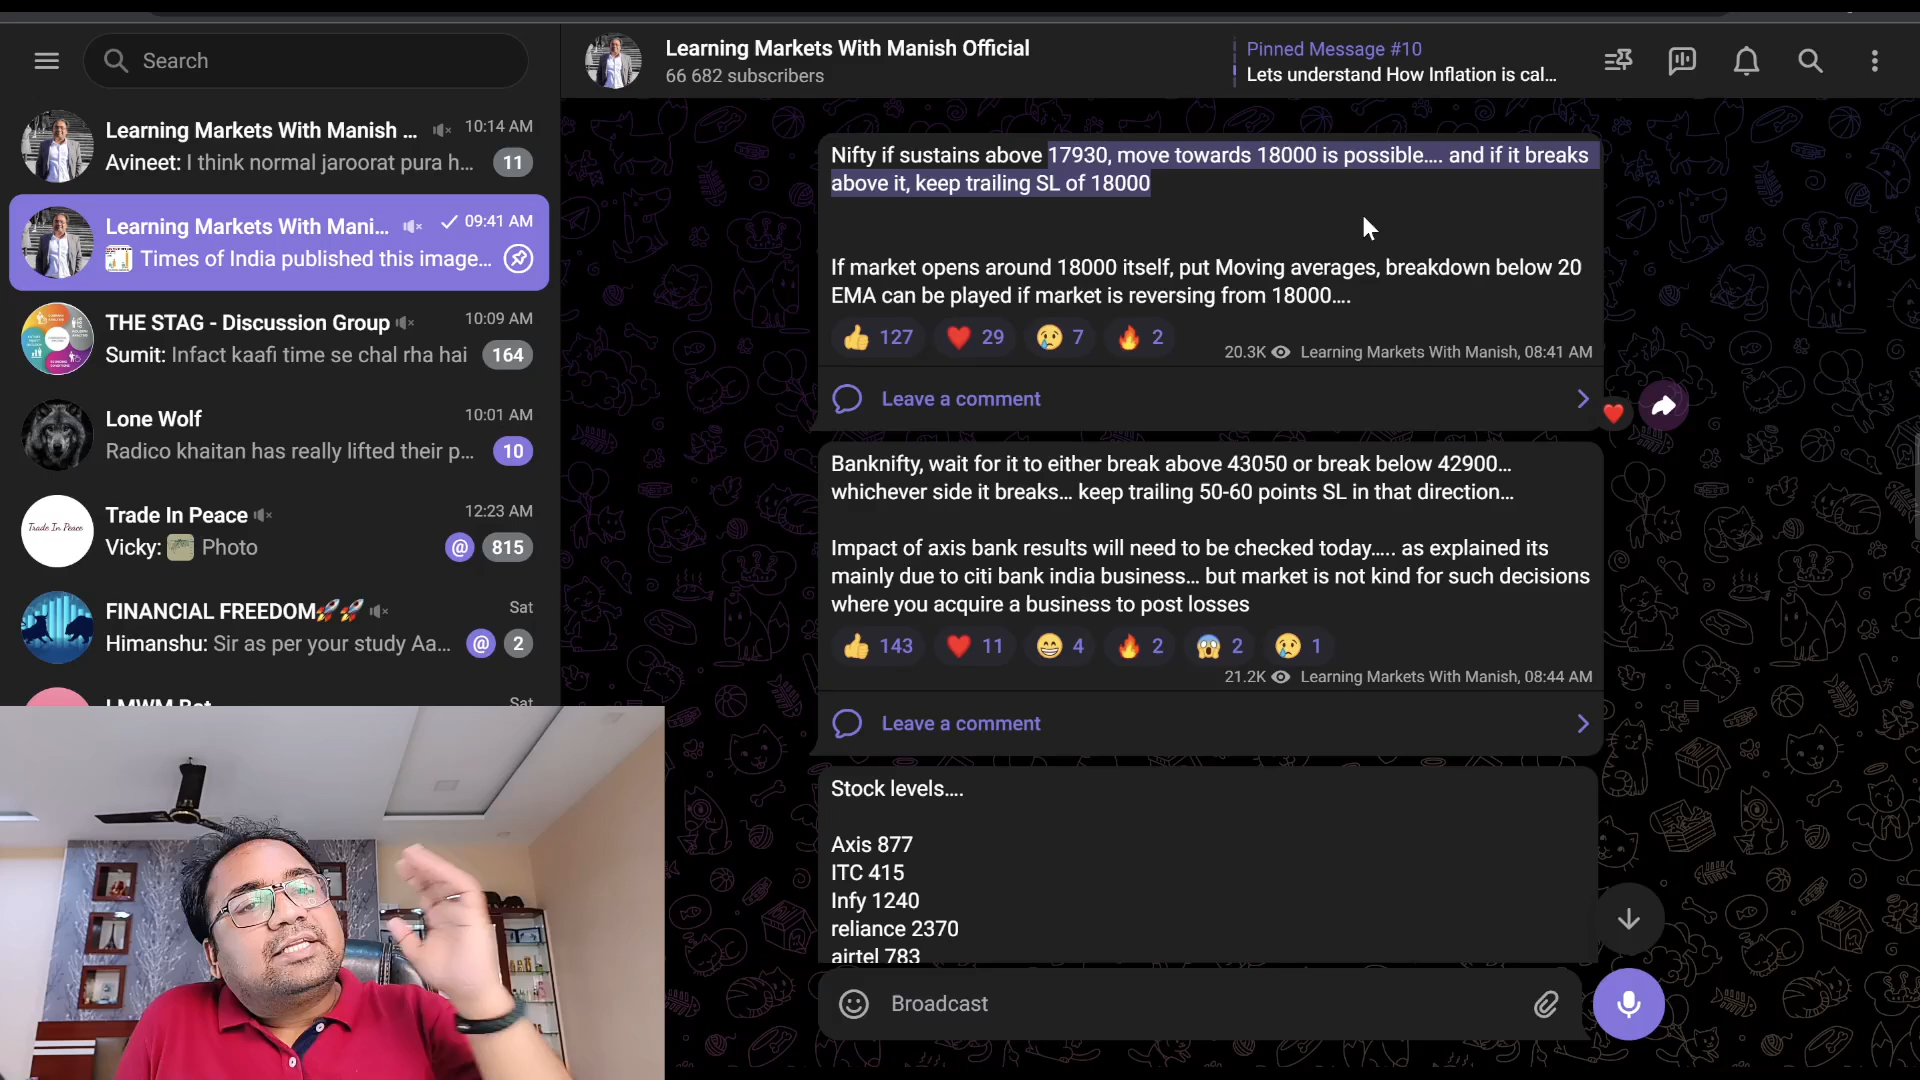 Search
Learning Markets With Manish ... 10:14 AM
Avineet: I think normal jaroorat pura h... 11
Learning Markets With Mani... 09:41 AM
Times of India published this image...
THE STAG - Discussion Group 10:09 AM
Sumit: Infact kaafi time se chal rha hai 164
Lone Wolf 10:01 AM
Radico khaitan has really lifted their p... 10
Trade In Peace 12:23 AM
Trade In Peace
Vicky: Photo @ 815
FINANCIAL FREEDOM🚀🚀 Sat
Himanshu: Sir as per your study Aa... @ 2
LMWM Bot Sat
Learning Markets With Manish Official
66 682 subscribers
Pinned Message #10
Lets understand How Inflation is cal...
Nifty if sustains above 17930, move towards 18000 is possible.... and if it breaks
above it, keep trailing SL of 18000
If market opens around 18000 itself, put Moving averages, breakdown below 20
EMA can be played if market is reversing from 18000....
👍 127 ❤️ 29 😢 7 🔥 2
20.3K Learning Markets With Manish, 08:41 AM
Leave a comment
❤️
Banknifty, wait for it to either break above 43050 or break below 42900...
whichever side it breaks... keep trailing 50-60 points SL in that direction...
Impact of axis bank results will need to be checked today..... as explained its
mainly due to citi bank india business... but market is not kind for such decisions
where you acquire a business to post losses
👍 143 ❤️ 11 😁 4 🔥 2 😱 2 😢 1
21.2K Learning Markets With Manish, 08:44 AM
Leave a comment
Stock levels....
Axis 877
ITC 415
Infy 1240
reliance 2370
airtel 783
Broadcast